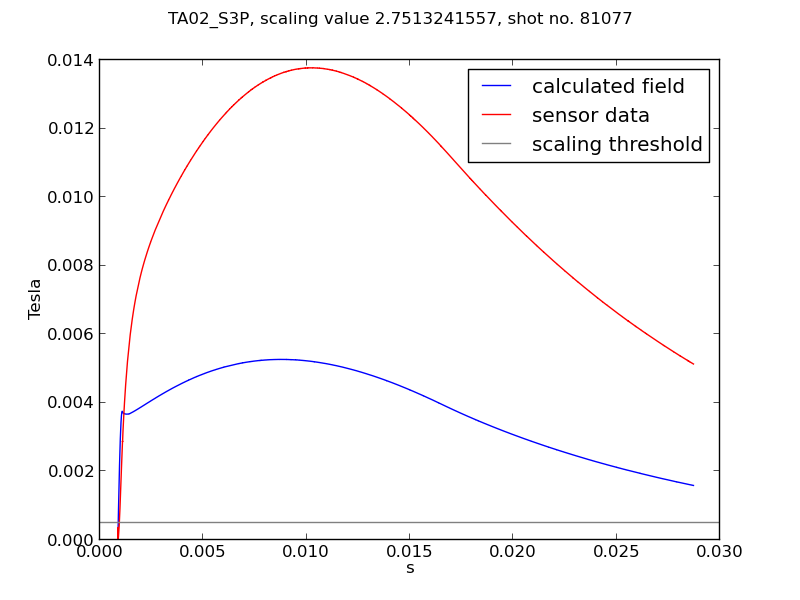 TA02_S3P, scaling value 2.7513241557, shot no. 81077
0.014
0.012
0.010
0.008
0.006
0.004
0.002
0.000
Tesla
calculated field
sensor data
scaling threshold
0.000 0.005 0.010 0.015 0.020 0.025 0.030
s